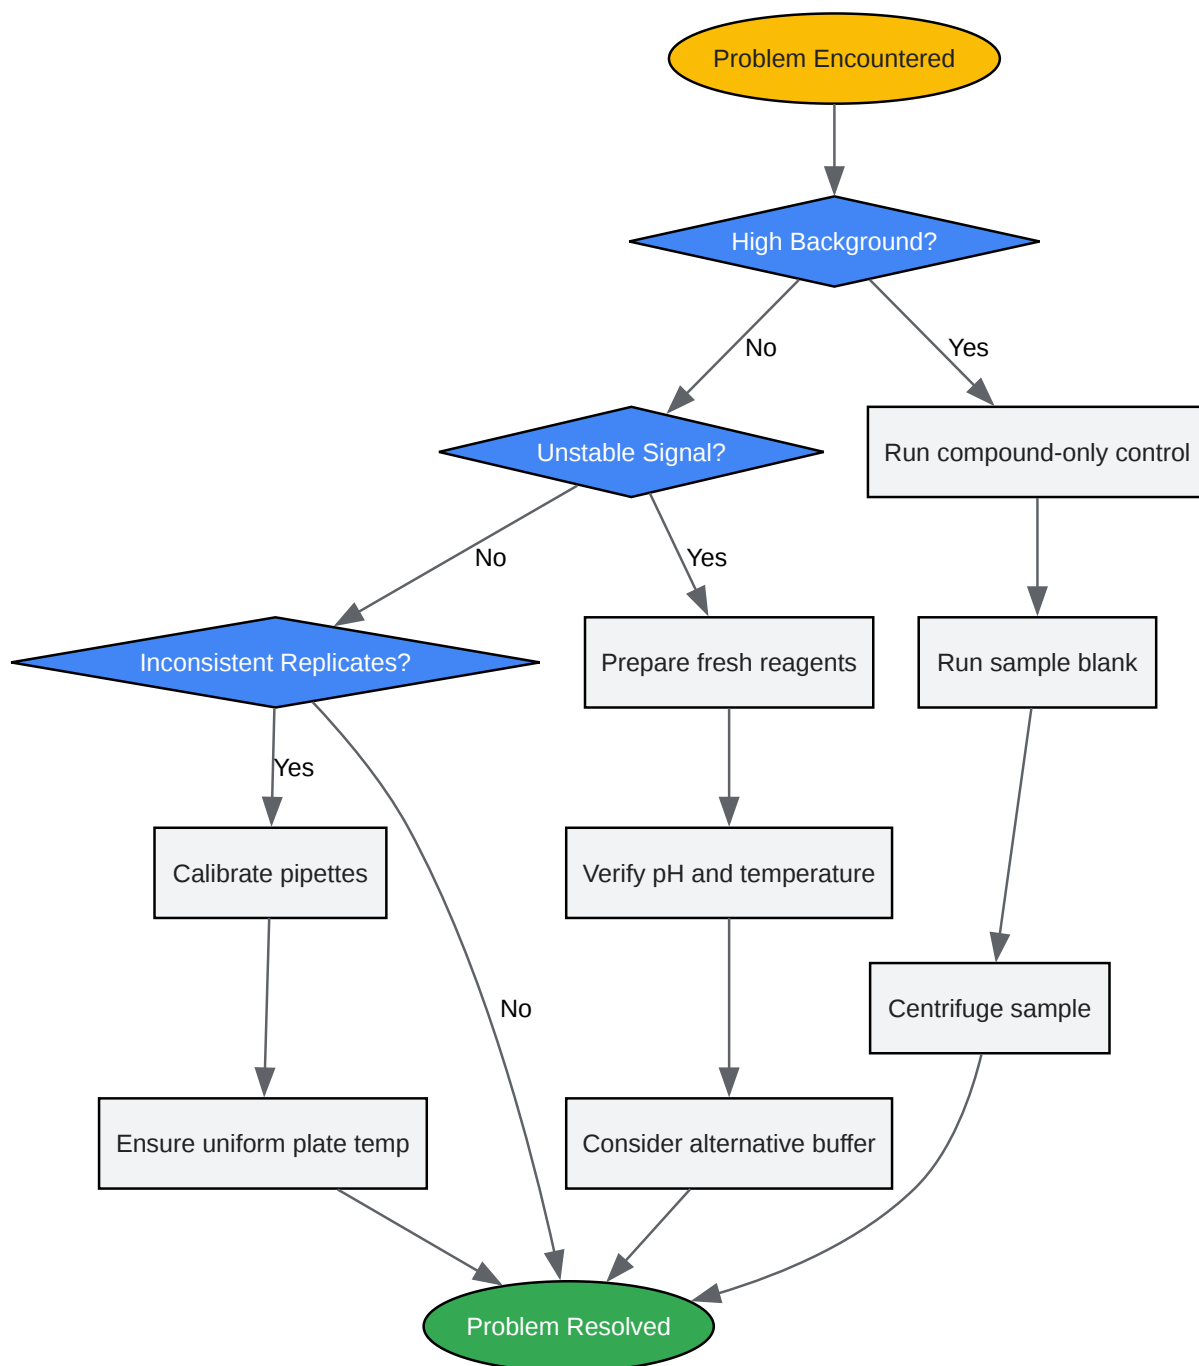 Problem Encountered
High Background?
No
Yes
Unstable Signal?
Run compound-only control
No
Yes
Inconsistent Replicates?
Prepare fresh reagents
Run sample blank
Yes
Calibrate pipettes
Verify pH and temperature
No
Centrifuge sample
Ensure uniform plate temp
Consider alternative buffer
Problem Resolved